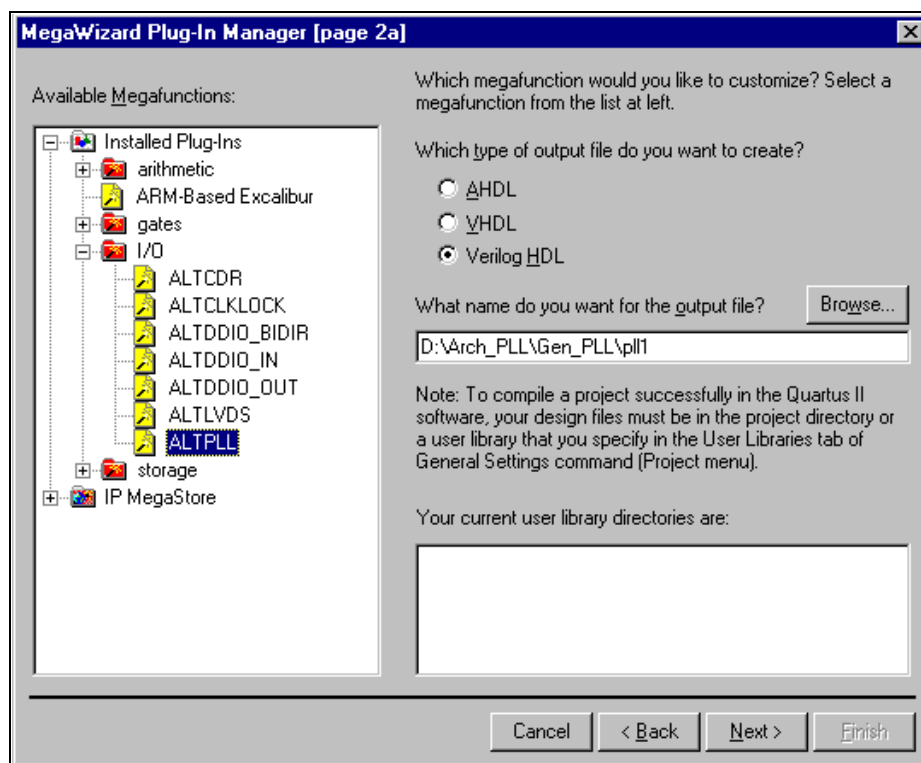 MegaWizard Plug-In Manager [page 2a]
Available Megafunctions:
Installed Plug-Ins
arithmetic
ARM-Based Excalibur
gates
I/O
ALTCDR
ALTCLKLOCK
ALTDDIO_BIDIR
ALTDDIO_IN
ALTDDIO_OUT
ALTLVDS
ALTPLL
storage
IP MegaStore
Which megafunction would you like to customize? Select a
megafunction from the list at left.
Which type of output file do you want to create?
AHDL
VHDL
Verilog HDL
What name do you want for the output file?
Browse...
D:\Arch_PLL\Gen_PLL\pll1
Note: To compile a project successfully in the Quartus II
software, your design files must be in the project directory or
a user library that you specify in the User Libraries tab of
General Settings command (Project menu).
Your current user library directories are:
Cancel
< Back
Next >
Finish